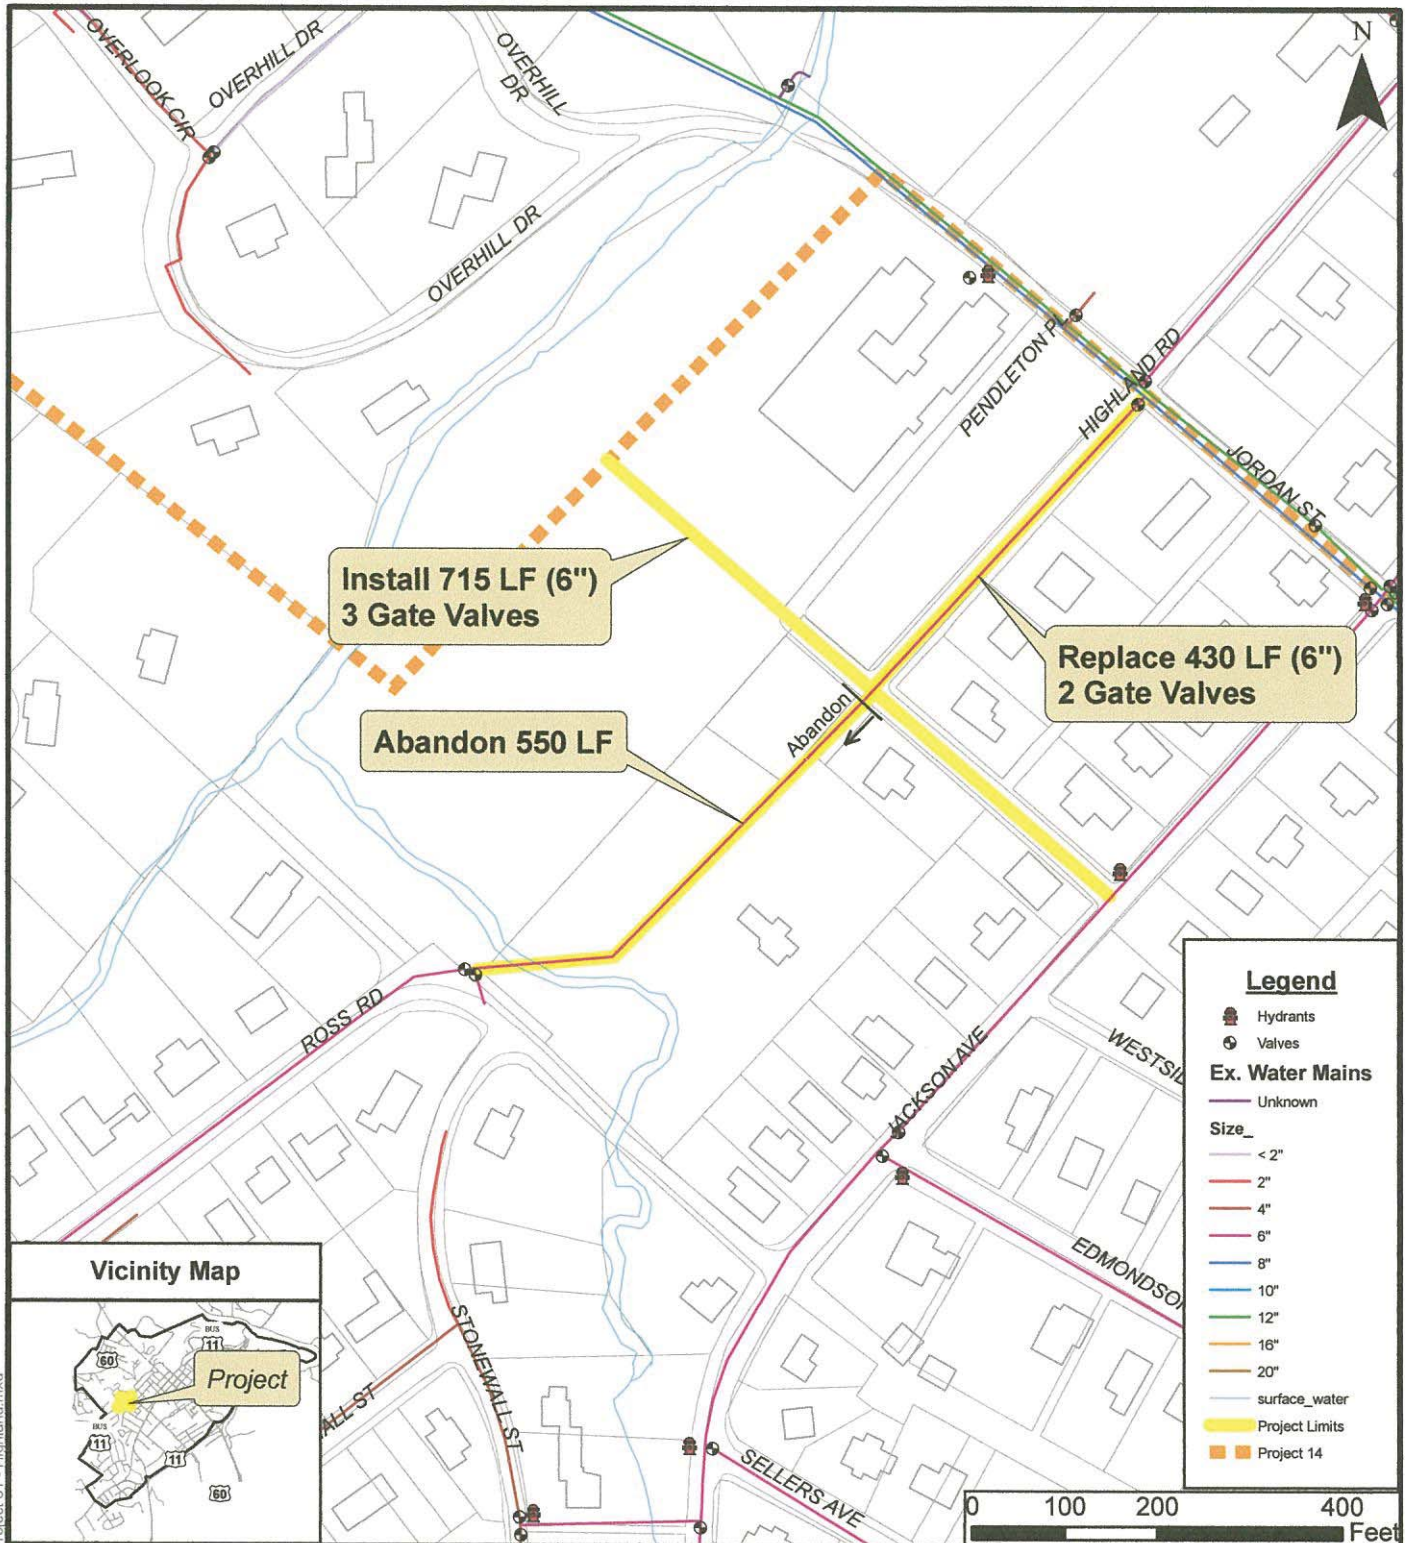 OVERLOOK CIR
OVERHILL DR
OVERHILL
DR
N
OVERHILL DR
PENDLETON PL
HIGHLAND RD
JORDAN ST
Install 715 LF (6")
3 Gate Valves
Replace 430 LF (6")
2 Gate Valves
Abandon
Abandon 550 LF
ROSS RD
JACKSON AVE
WESTSI
EDMONDSO
STONEWALL ST
ALL ST
SELLERS AVE
Legend
Hydrants
Valves
Ex. Water Mains
Unknown
Size_
< 2"
2"
4"
6"
8"
10"
12"
16"
20"
surface_water
Project Limits
Project 14
Vicinity Map
BUS
11
60
Project
BUS
11
11
60
0 100 200 400
Feet